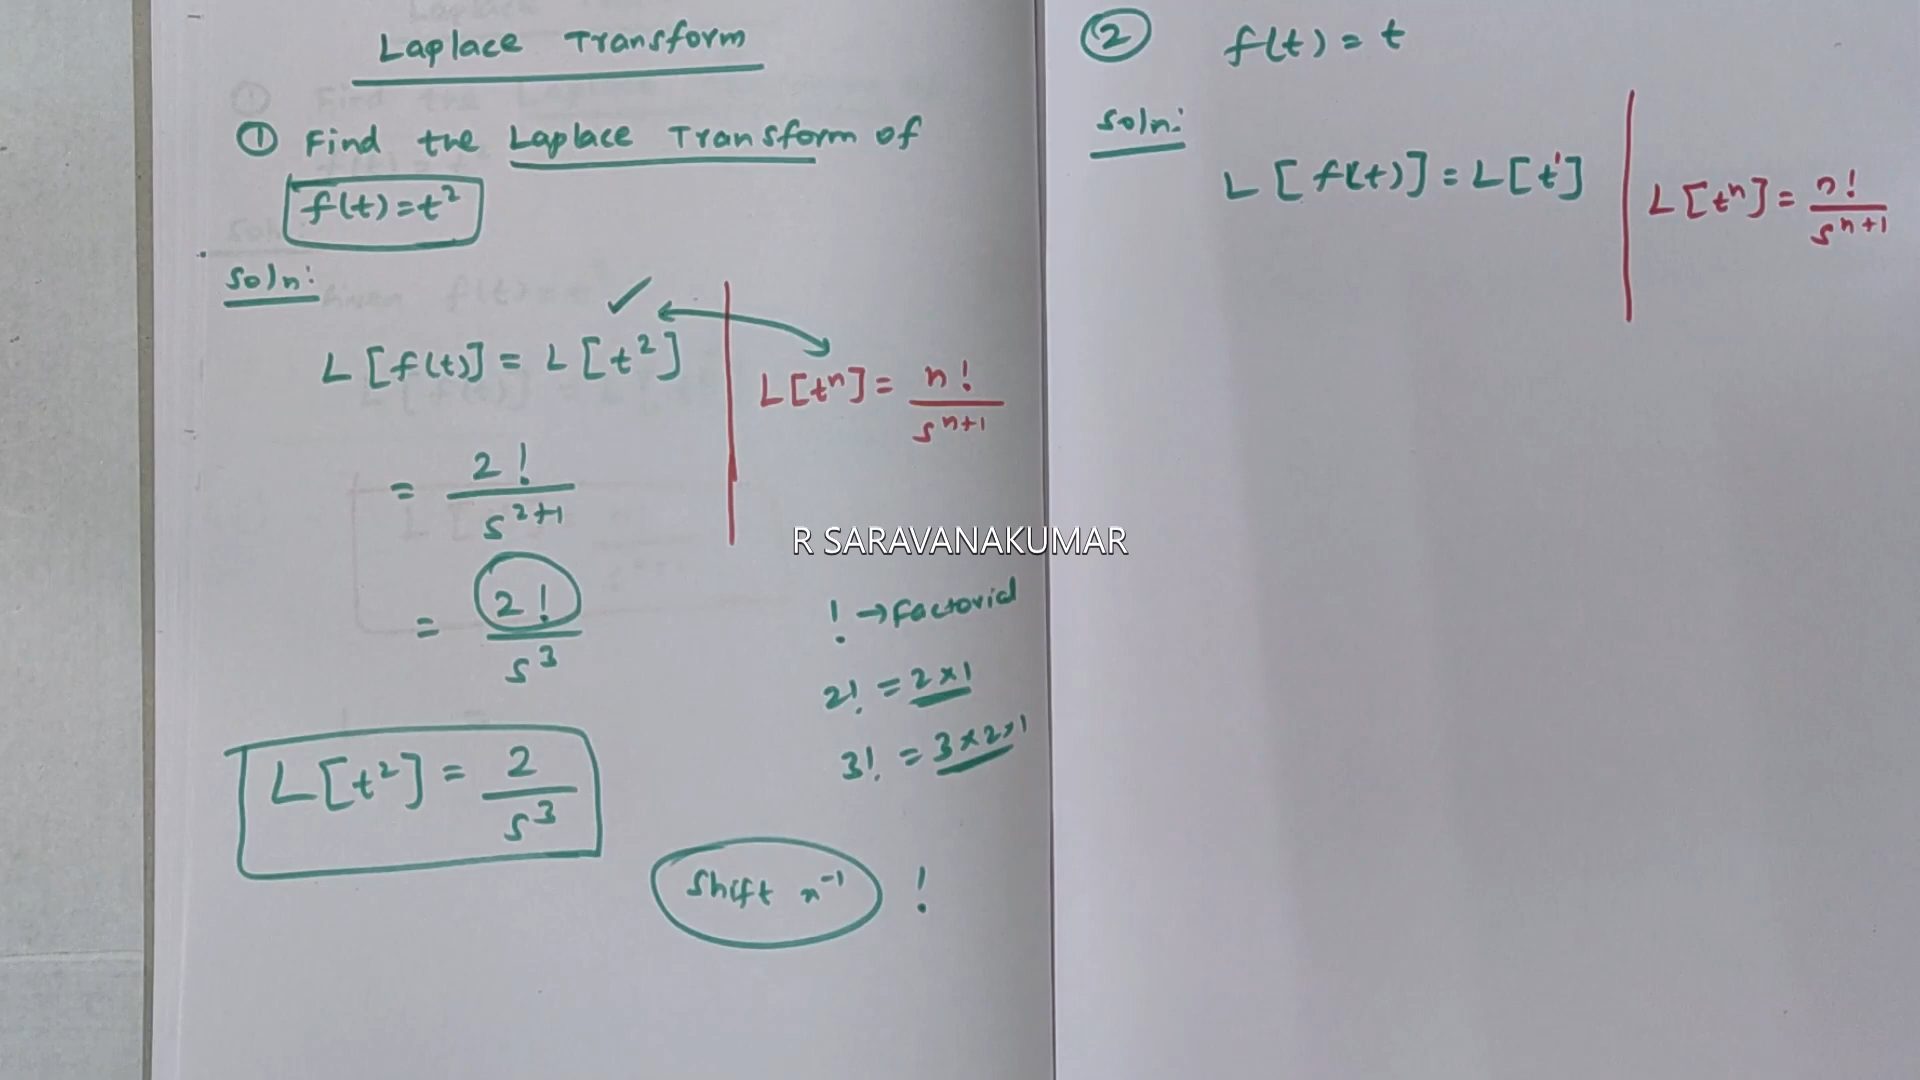 Laplace Transform
① Find the Laplace Transform of
f(t)=t²
Soln:
L[f(t)] = L[t²] ✓
L[tⁿ] = n!/sⁿ⁺¹
= 2!/s²⁺¹
= 2!/s³
L[t²] = 2/s³
! → Factorial
2! = 2×1
3! = 3×2×1
Shift x⁻¹ !
② f(t) = t
Soln:
L[f(t)] = L[t¹]
L[tⁿ] = n!/sⁿ⁺¹
R SARAVANAKUMAR